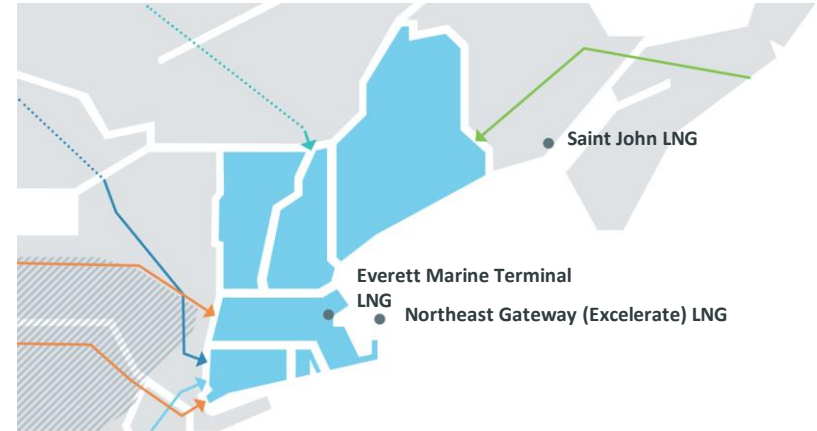 Saint John LNG
Everett Marine Terminal
LNG
Northeast Gateway (Excelerate) LNG